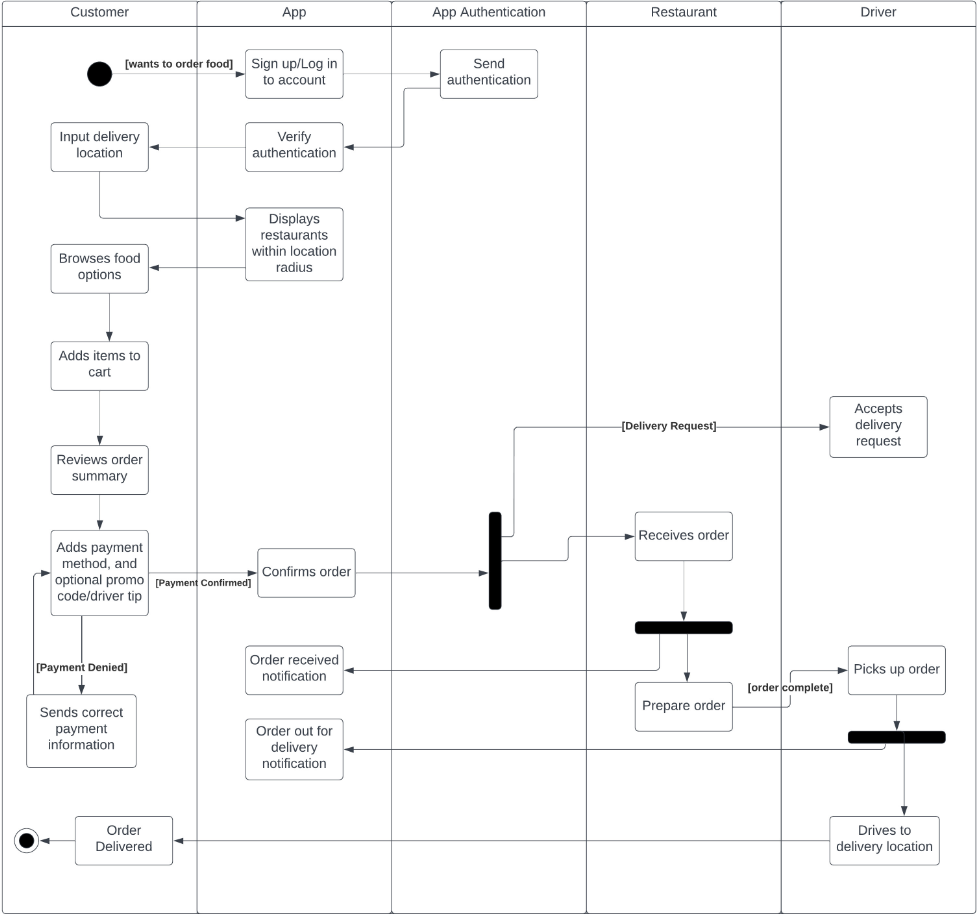 Customer
App
App Authentication
Restaurant
Driver
[wants to order food]
Sign up/Log in
to account
Send
authentication
Input delivery
location
Verify
authentication
Displays
restaurants
within location
radius
Browses food
options
Adds items to
cart
Accepts
delivery
request
[Delivery Request]
Reviews order
summary
Receives order
Adds payment
method, and
optional promo
code/driver tip
[Payment Confirmed]
Confirms order
[Payment Denied]
Order received
notification
Picks up order
[order complete]
Prepare order
Sends correct
payment
information
Order out for
delivery
notification
Order
Delivered
Drives to
delivery location